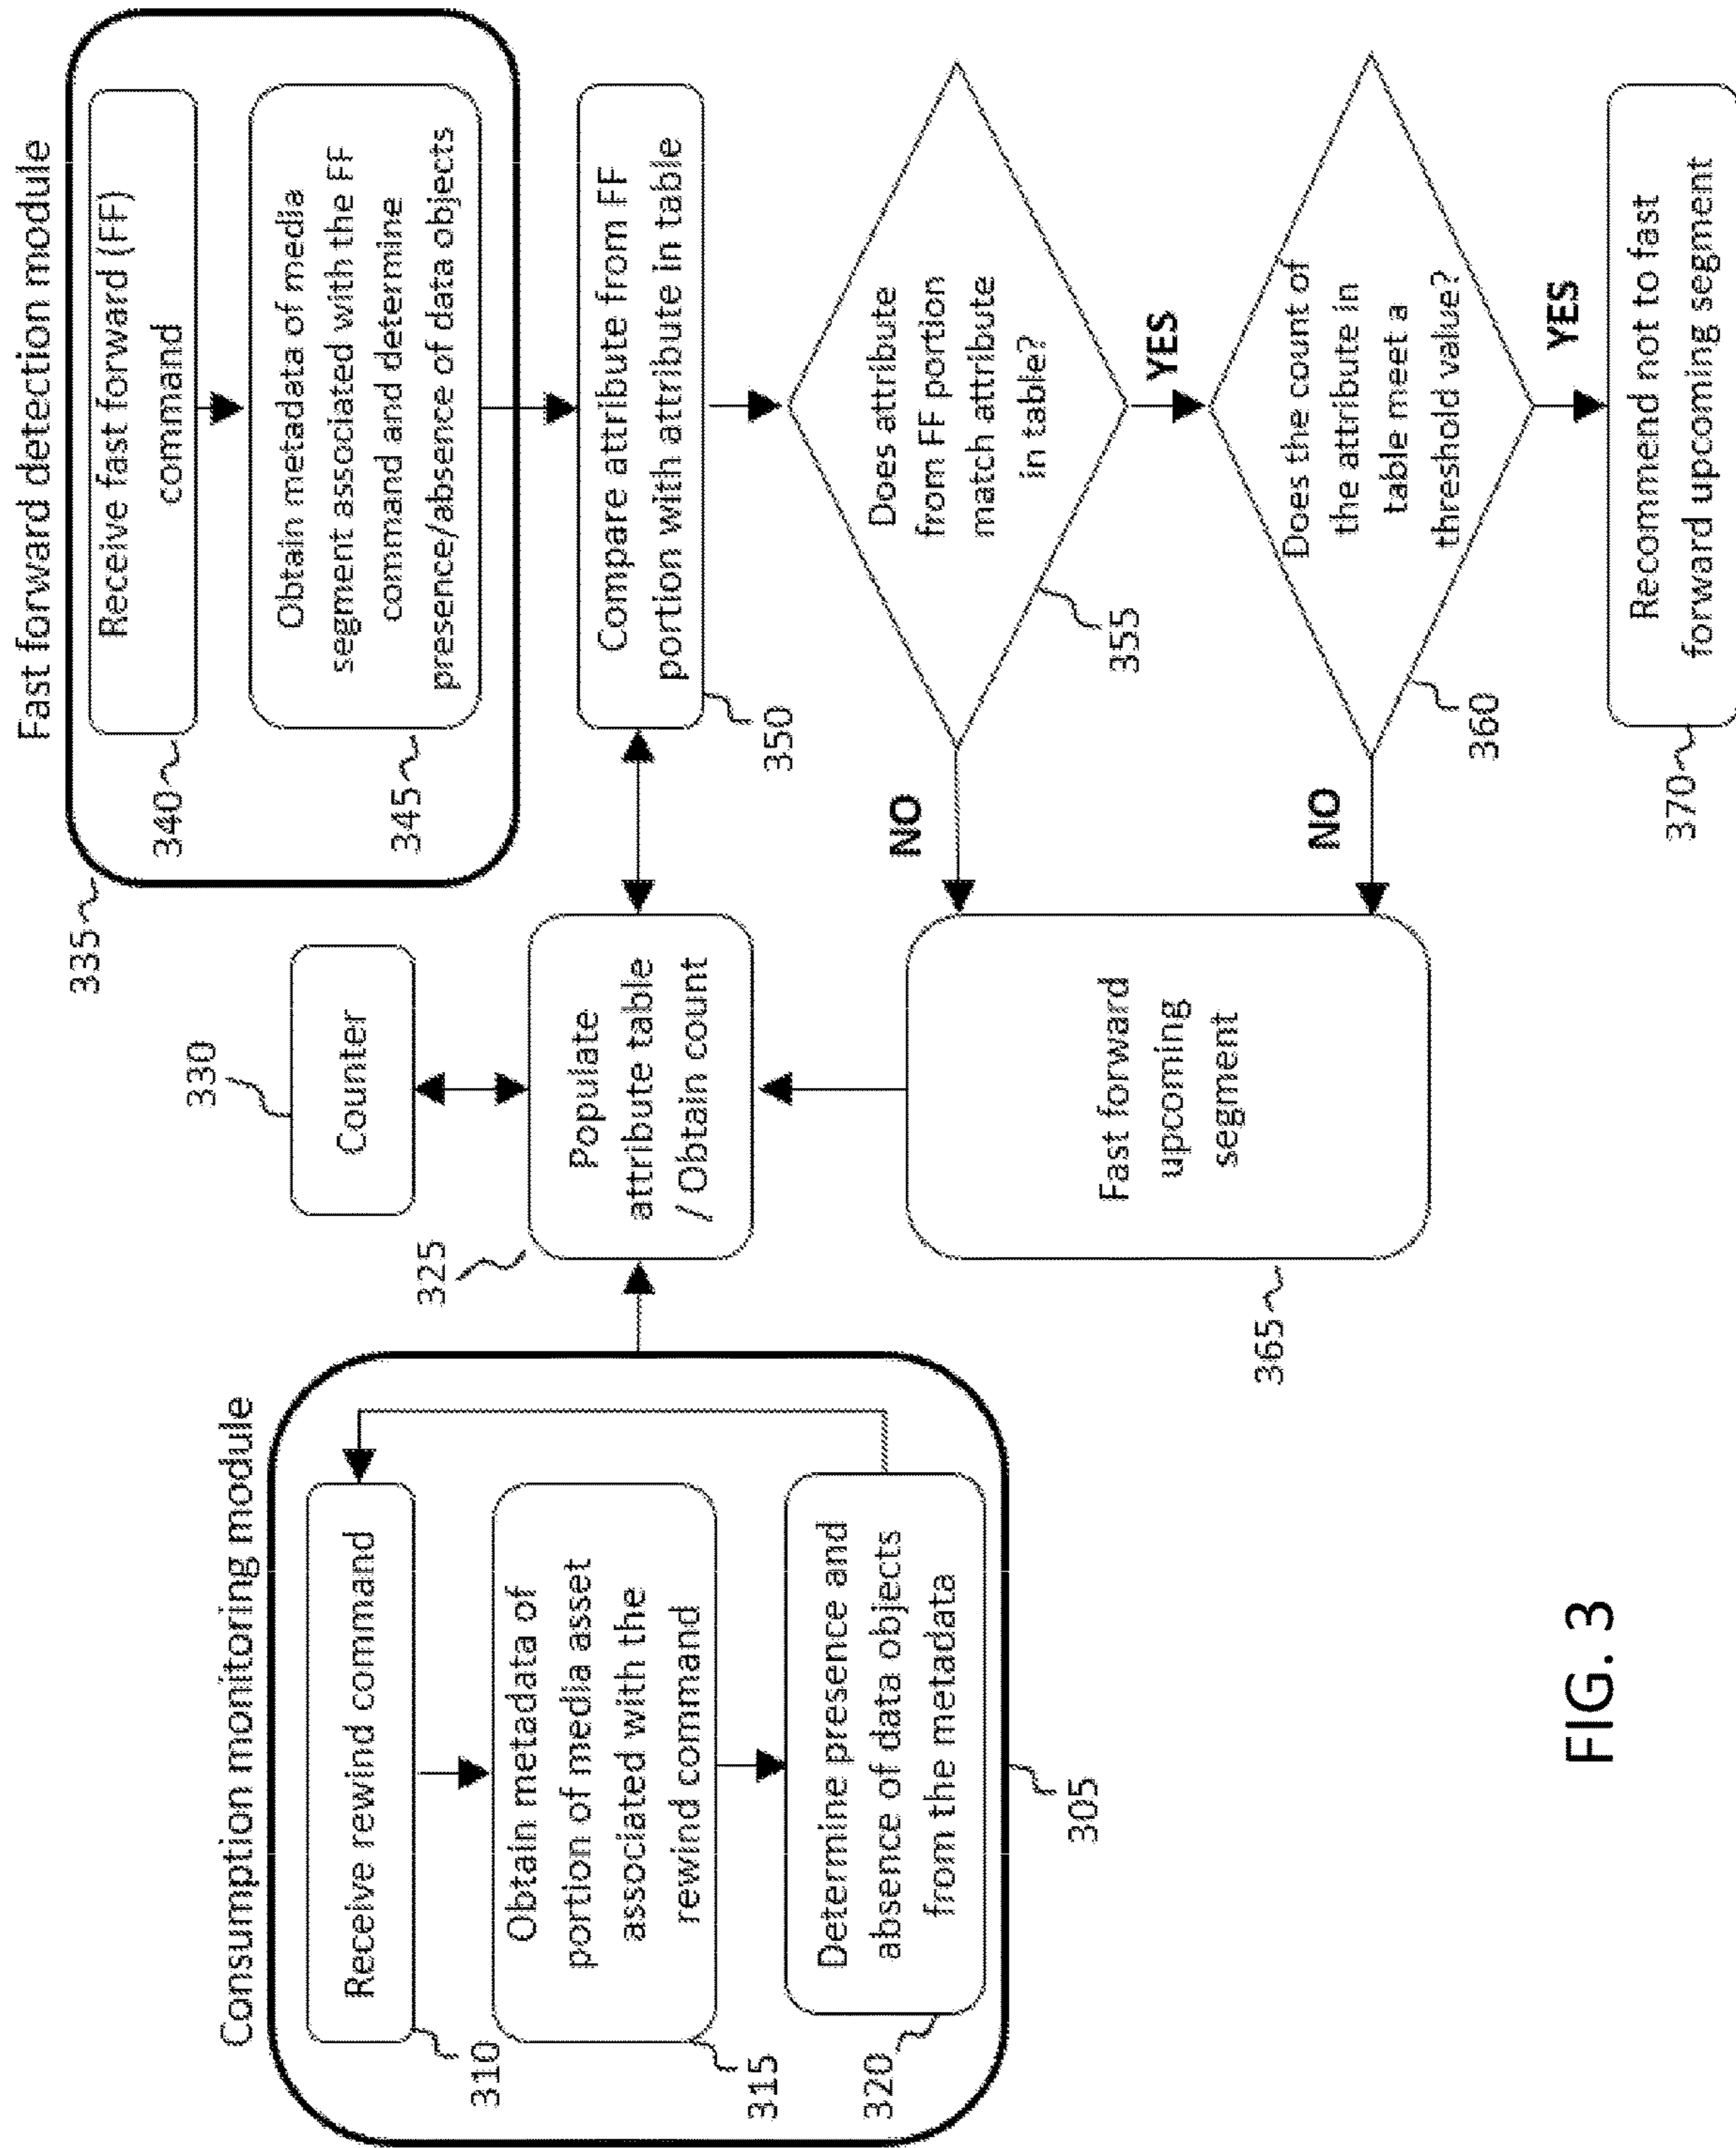 Consumption monitoring module
Receive rewind command
310
Obtain metadata of
portion of media asset
associated with the
rewind command
315
Determine presence and
absence of data objects
from the metadata
320
305
330
Counter
325
Populate
attribute table
/ Obtain count
Fast forward
upcoming
segment
365
Fast forward detection module
335
Receive fast forward (FF)
command
340
Obtain metadata of media
segment associated with the FF
command and determine
presence/absence of data objects
345
Compare attribute from FF
portion with attribute in table
350
Does attribute
from FF portion
match attribute
in table?
355
NO
YES
Does the count of
the attribute in
table meet a
threshold value?
360
NO
YES
Recommend not to fast
forward upcoming segment
370
FIG. 3